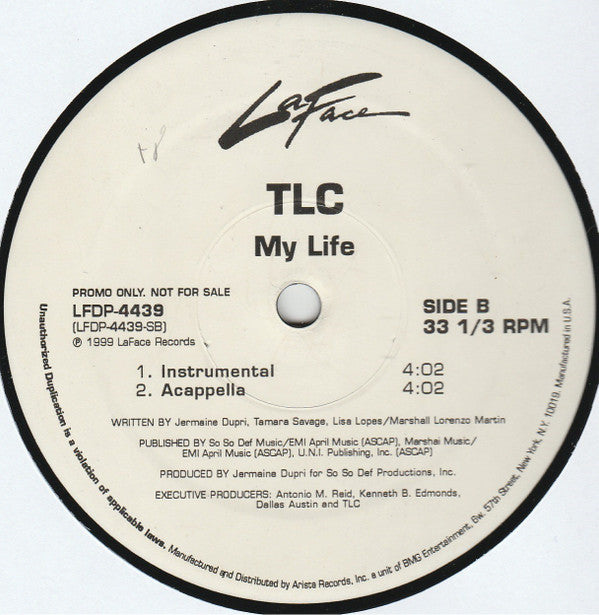 LaFace
TLC
My Life
PROMO ONLY. NOT FOR SALE
LFDP-4439
(LFDP-4439-SB)
℗ 1999 LaFace Records
SIDE B
33 1/3 RPM
1. Instrumental 4:02
2. Acappella 4:02
WRITTEN BY Jermaine Dupri, Tamara Savage, Lisa Lopes/Marshall Lorenzo Martin
PUBLISHED BY So So Def Music/EMI April Music (ASCAP), Marshai Music/
EMI April Music (ASCAP), U.N.I. Publishing, Inc. (ASCAP)
PRODUCED BY Jermaine Dupri for So So Def Productions, Inc.
EXECUTIVE PRODUCERS: Antonio M. Reid, Kenneth B. Edmonds,
Dallas Austin and TLC
Unauthorized Duplication is a violation of applicable laws. Manufactured and Distributed by Arista Records, Inc. a unit of BMG Entertainment, 6w. 57th Street, New York, N.Y. 10019. Manufactured in U.S.A.